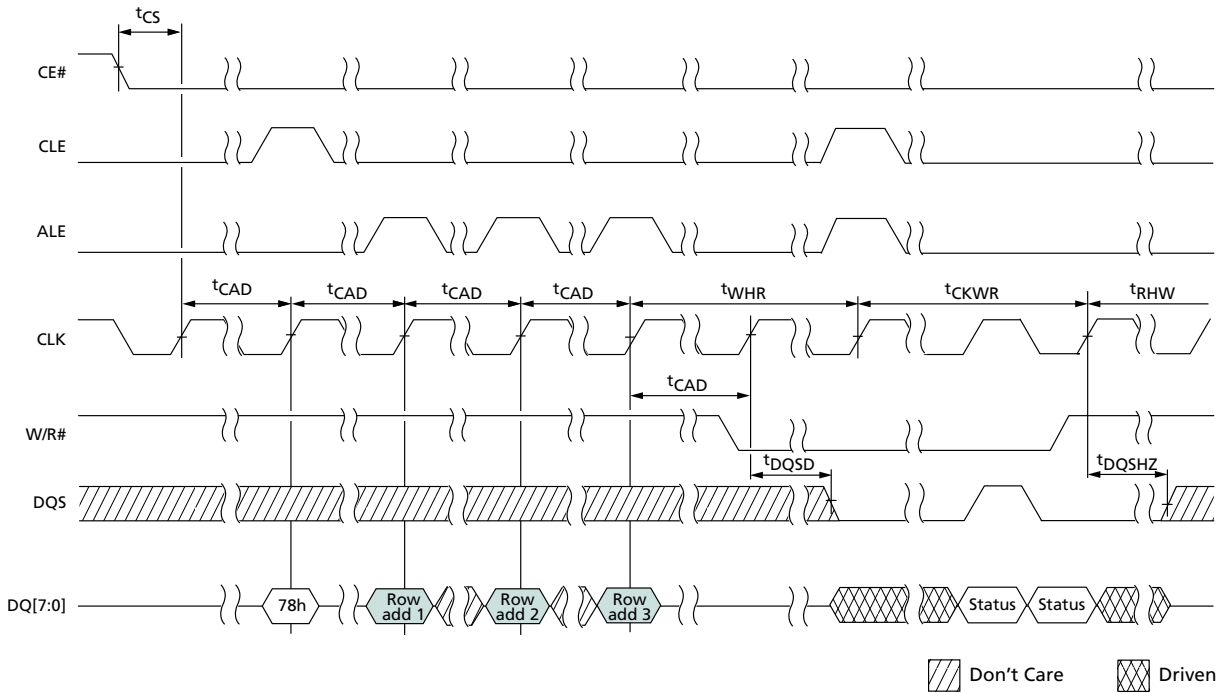 tCS
CE#
CLE
ALE
tCAD tCAD tCAD tCAD tWHR tCKWR tRHW
CLK
tCAD
W/R#
tDQSD tDQSHZ
DQS
DQ[7:0] 78h Row add 1 Row add 2 Row add 3 Status Status
Don't Care Driven